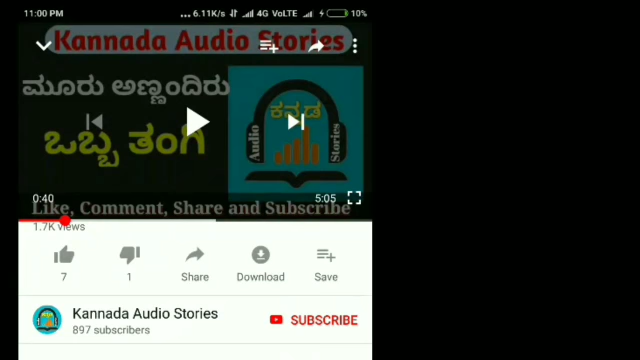 11:00 PM ... 6.11K/s 4G VoLTE 10%
Kannada Audio Stories
ಮೂರು ಅಣ್ಣಂದಿರು
ಒಬ್ಬ ತಂಗಿ
ಕನ್ನಡ
Audio
Stories
0:40 5:05
Like, Comment, Share and Subscribe
1.7K views
7 1 Share Download Save
Kannada Audio Stories
897 subscribers
SUBSCRIBE